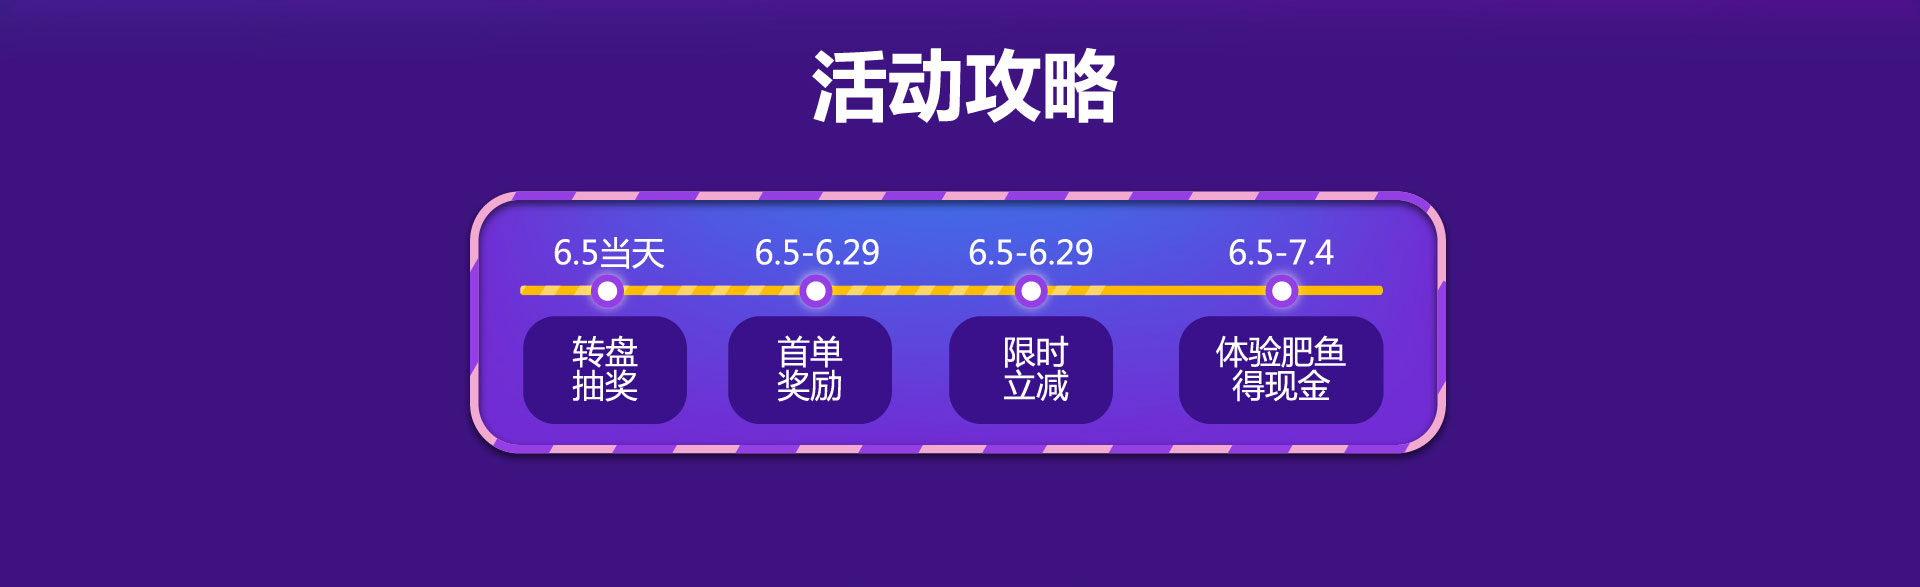 活动攻略
6.5当天
6.5-6.29
6.5-6.29
6.5-7.4
转盘
抽奖
首单
奖励
限时
立减
体验肥鱼
得现金